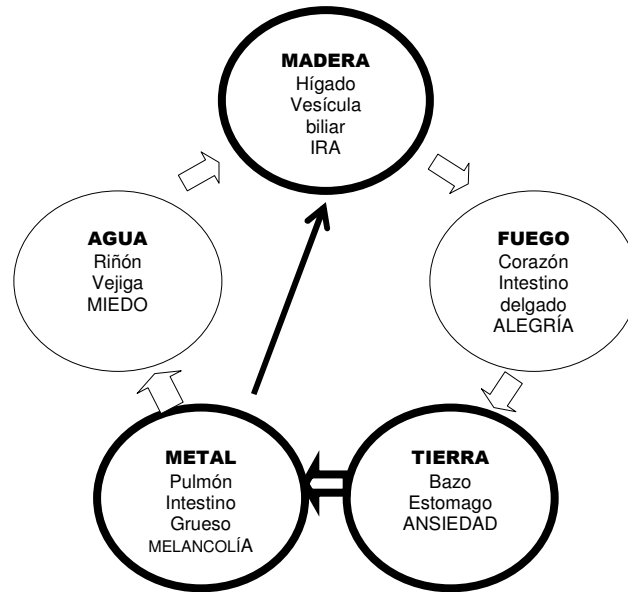 MADERA
Hígado
Vesícula
biliar
IRA
AGUA
Riñón
Vejiga
MIEDO
FUEGO
Corazón
Intestino
delgado
ALEGRÍA
METAL
Pulmón
Intestino
Grueso
MELANCOLÍA
TIERRA
Bazo
Estomago
ANSIEDAD